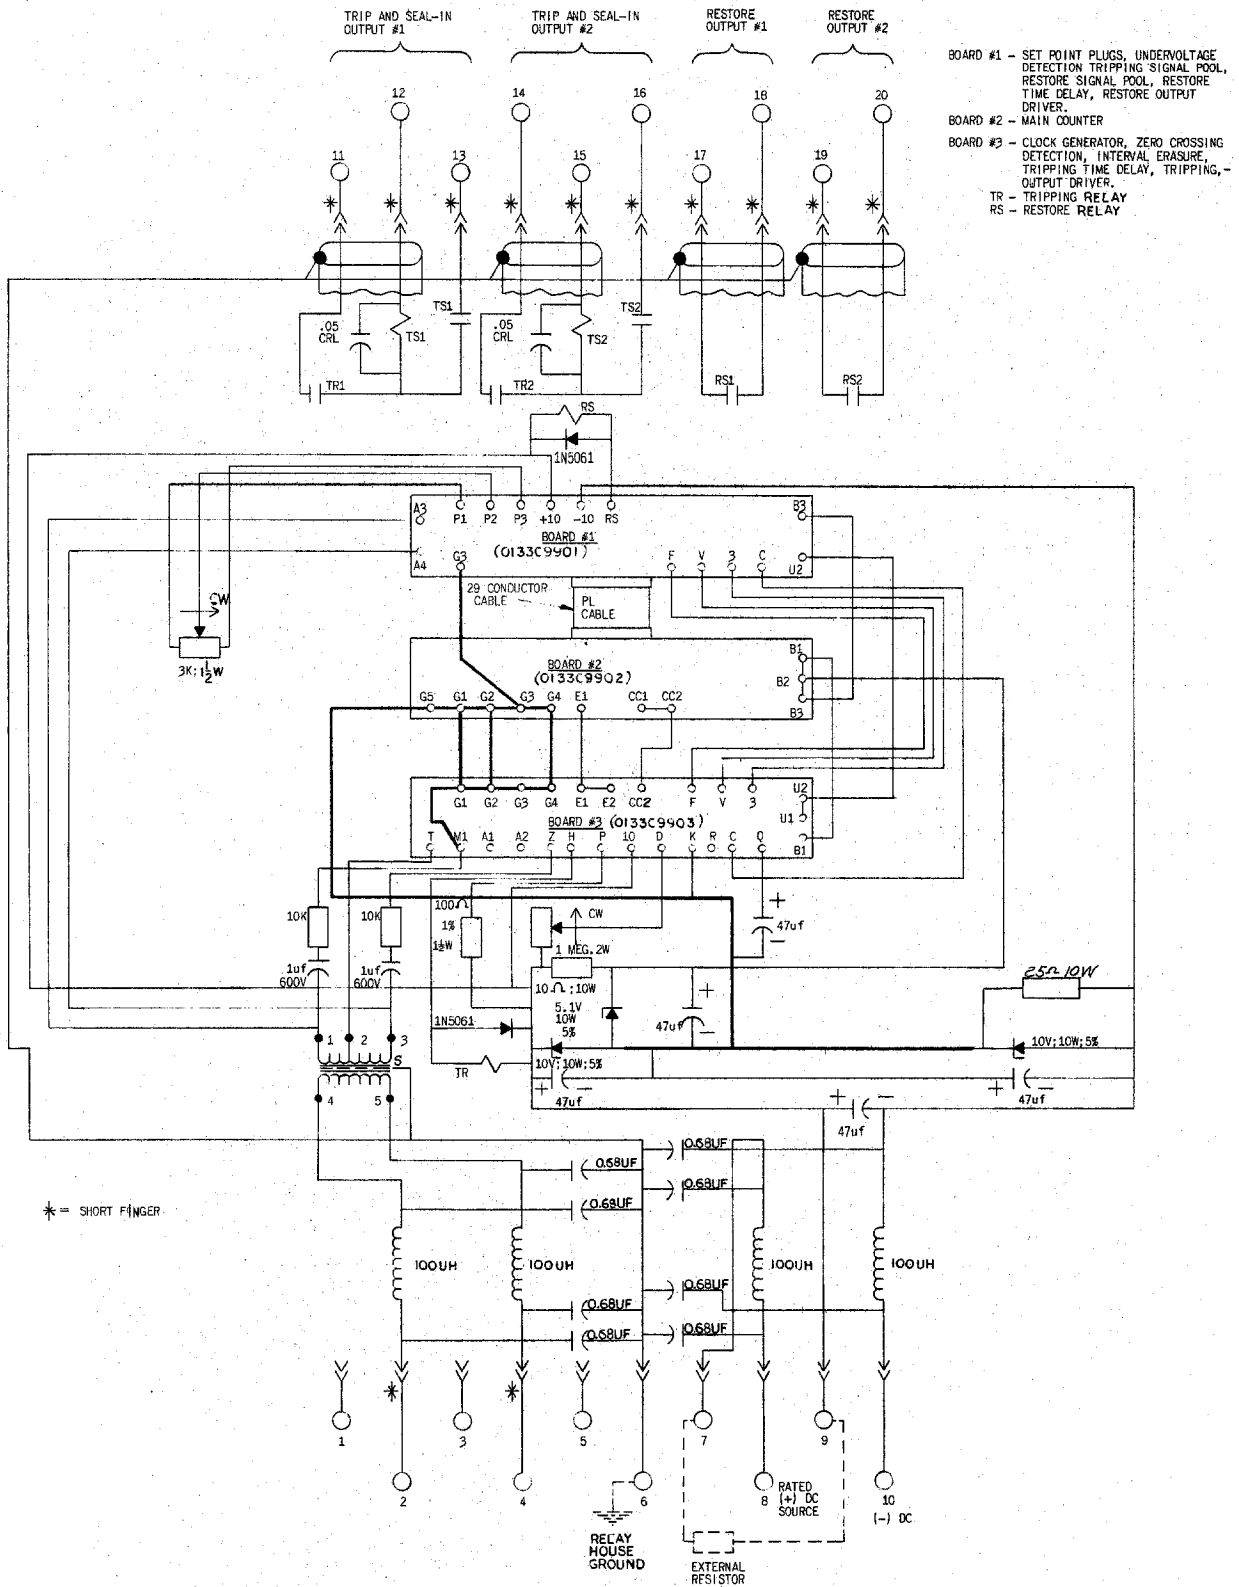 TRIP AND SEAL-IN
OUTPUT #1
TRIP AND SEAL-IN
OUTPUT #2
RESTORE
OUTPUT #1
RESTORE
OUTPUT #2
BOARD #1 - SET POINT PLUGS, UNDERVOLTAGE
DETECTION TRIPPING SIGNAL POOL,
RESTORE SIGNAL POOL, RESTORE
TIME DELAY, RESTORE OUTPUT
DRIVER.
BOARD #2 - MAIN COUNTER
BOARD #3 - CLOCK GENERATOR, ZERO CROSSING
DETECTION, INTERVAL ERASURE,
TRIPPING TIME DELAY, TRIPPING,-
OUTPUT DRIVER.
TR - TRIPPING RELAY
RS - RESTORE RELAY
12 14 16 18 20
11 13 15 17 19
* * * * * * * *
.05
CRL
TS1
TS1
.05
CRL
TS2
TS2
TR1
TR2
RS1
RS2
RS
1N5061
A3 P1 P2 P3 +10 -10 RS B3
BOARD #1
(0133C9901)
A4 G3 F V 3 C U2
29 CONDUCTOR
CABLE
PL
CABLE
CW
3K;1½W
BOARD #2
(0133C9902)
B1
B2
G5 G1 G2 G3 G4 E1 CC1 CC2 B3
G1 G2 G3 G4 E1 E2 CC2 F V 3 U2
BOARD #3 (0133C9903)
U1
T M1 A1 A2 Z H P 10 D K R C O B1
10K
10K
100Ω
1%
1½W
CW
1 MEG.2W
+
47uf
-
1uf
600V
1uf
600V
10Ω;10W
5.1V
10W
5%
+
47uf
-
25Ω 10W
1N5061
1 2 3
S
TR
10V;10W;5%
10V;10W;5%
+ -
47uf
+ -
47uf
4 5
+ -
47uf
0.68UF
0.68UF
0.68UF
0.68UF
* = SHORT FINGER
100UH
100UH
100UH
100UH
0.68UF
0.68UF
0.68UF
0.68UF
* *
1 3 5 7 9
2 4 6 8 10
RATED
(+) DC
SOURCE
(-) DC
RELAY
HOUSE
GROUND
EXTERNAL
RESISTOR